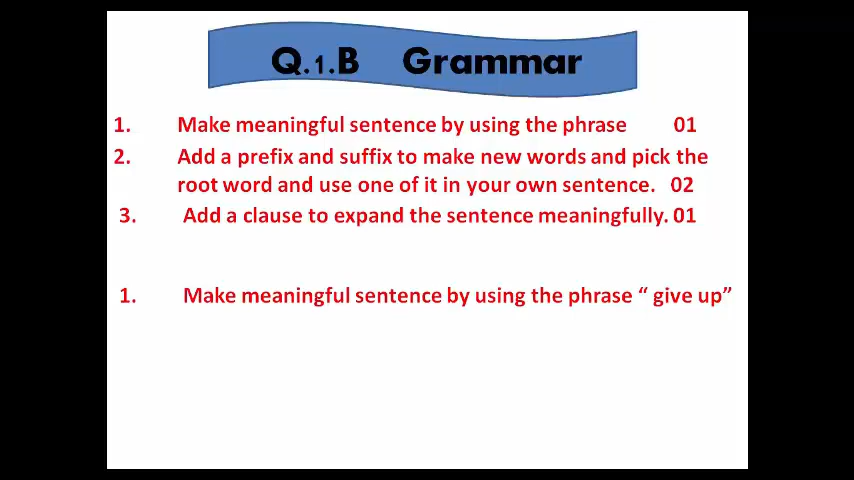 Q.1.B Grammar
1. Make meaningful sentence by using the phrase 01
2. Add a prefix and suffix to make new words and pick the
root word and use one of it in your own sentence. 02
3. Add a clause to expand the sentence meaningfully. 01
1. Make meaningful sentence by using the phrase “ give up”